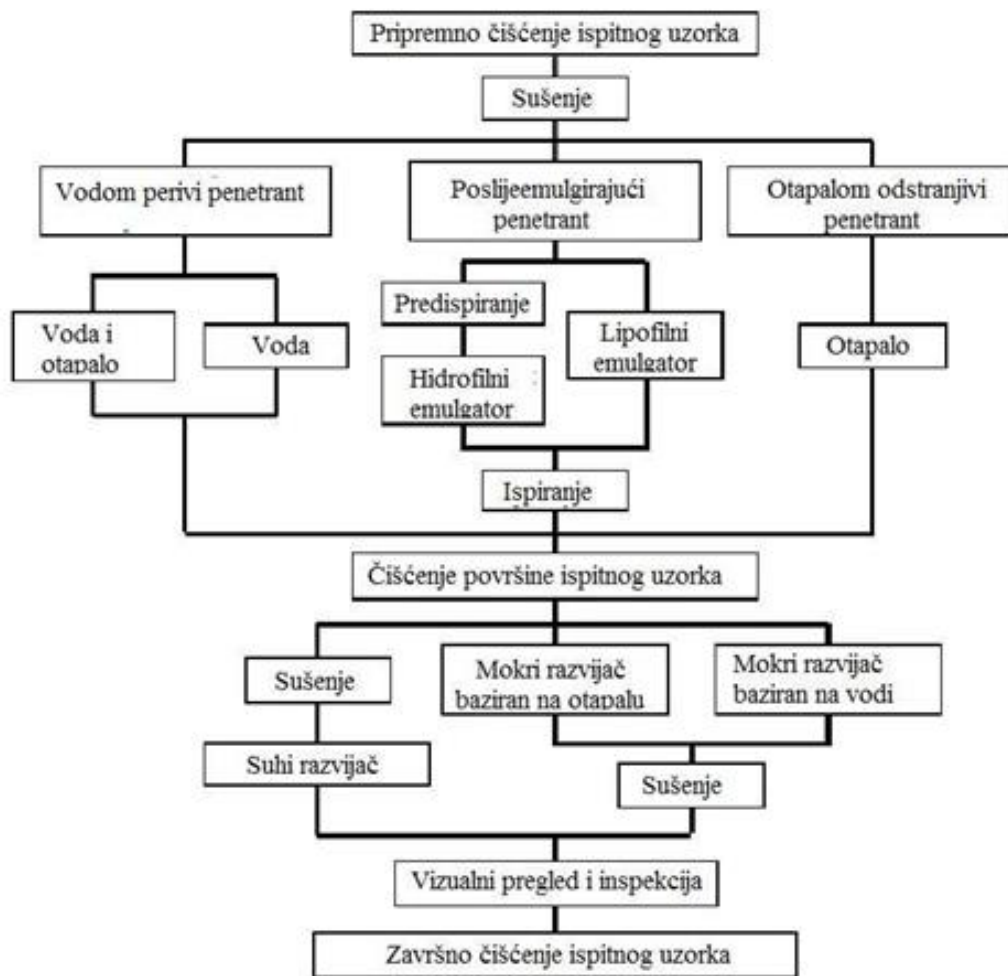 Pripremno čišćenje ispitnog uzorka
Sušenje
Vodom perivi penetrant
Poslijeemulgirajući
penetrant
Otapalom odstranjivi
penetrant
Voda i
otapalo
Voda
Predispiranje
Hidrofilni
emulgator
Lipofilni
emulgator
Otapalo
Ispiranje
Čišćenje površine ispitnog uzorka
Sušenje
Mokri razvijač
baziran na otapalu
Mokri razvijač
baziran na vodi
Suhi razvijač
Sušenje
Vizualni pregled i inspekcija
Završno čišćenje ispitnog uzorka